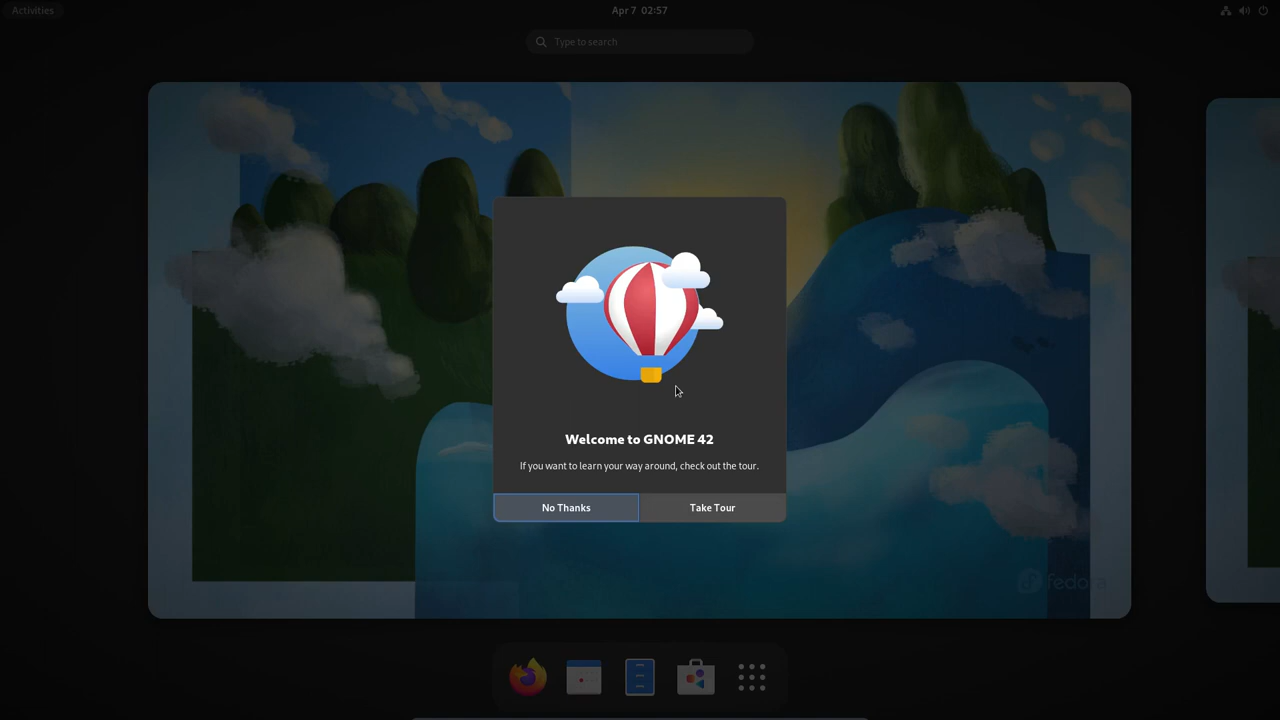 Activities
Apr 7 02:57
Type to search
Welcome to GNOME 42
If you want to learn your way around, check out the tour.
No Thanks
Take Tour
fedora